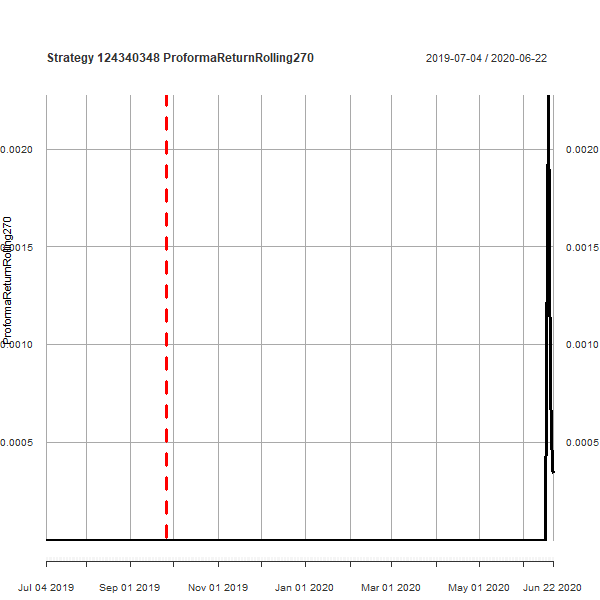 Strategy 124340348 ProformaReturnRolling270
2019-07-04 / 2020-06-22
0.0020 0.0020
0.0015 0.0015
0.0010 0.0010
0.0005 0.0005
ProformaReturnRolling270
Jul 04 2019 Sep 01 2019 Nov 01 2019 Jan 01 2020 Mar 01 2020 May 01 2020 Jun 22 2020